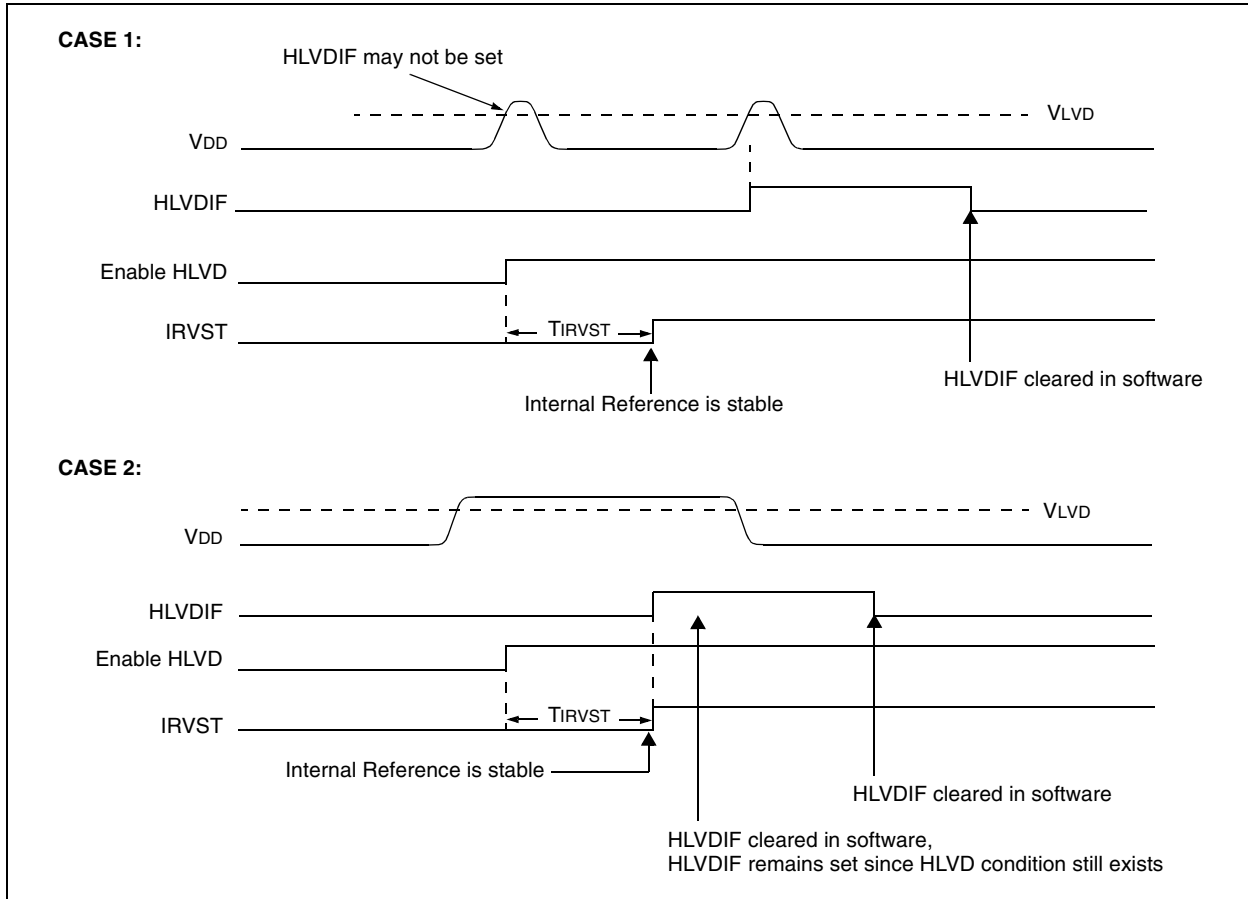 CASE 1:
HLVDIF may not be set
VLVD
VDD
HLVDIF
Enable HLVD
IRVST
TIRVST
HLVDIF cleared in software
Internal Reference is stable
CASE 2:
VLVD
VDD
HLVDIF
Enable HLVD
TIRVST
IRVST
Internal Reference is stable
HLVDIF cleared in software
HLVDIF cleared in software,
HLVDIF remains set since HLVD condition still exists